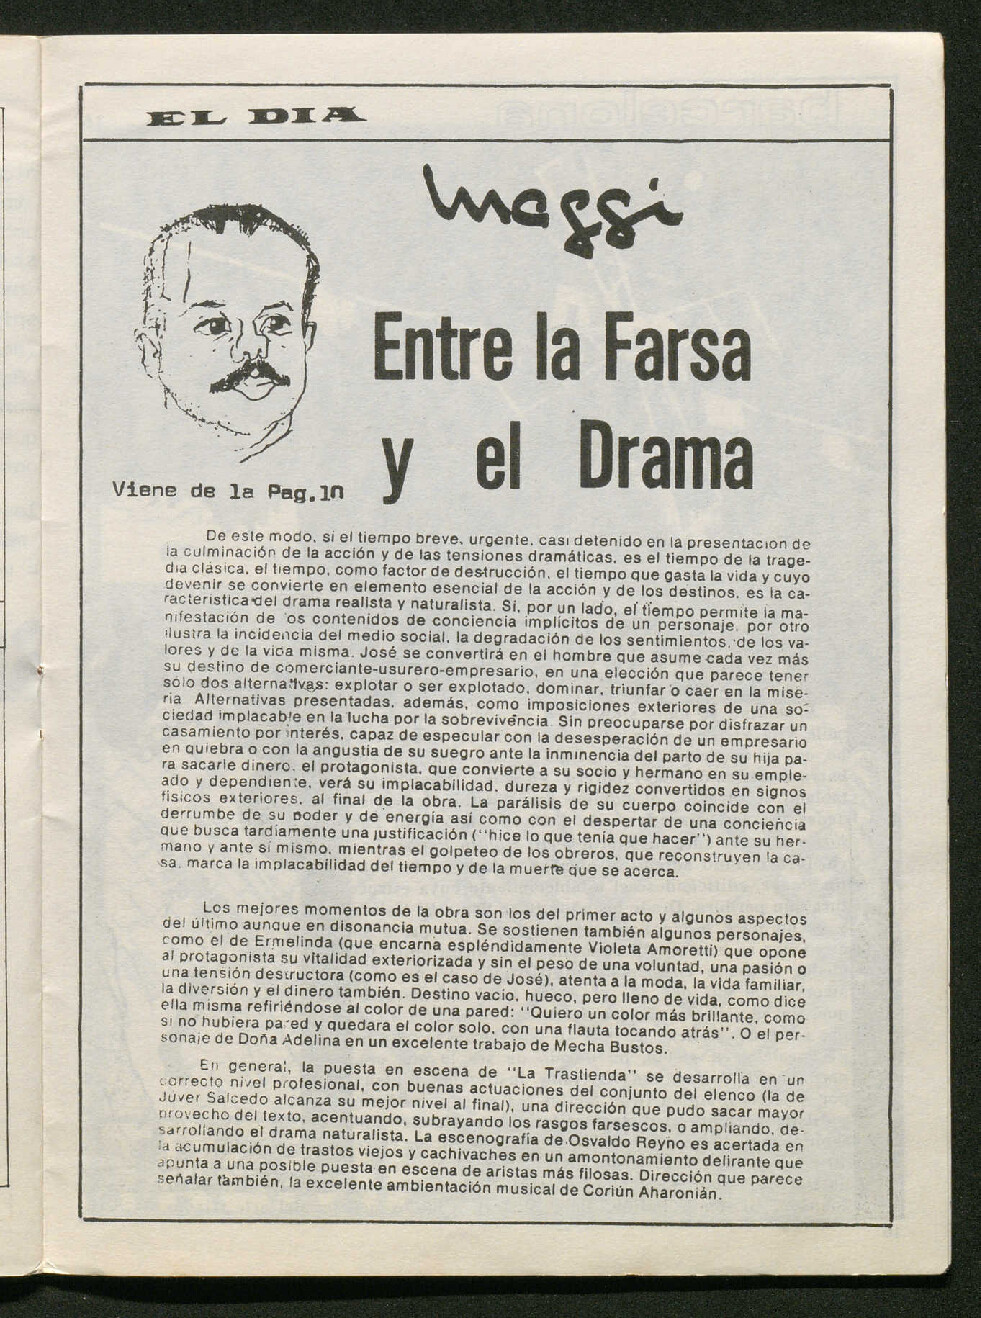 EL DIA
Maggi
Entre la Farsa
y el Drama
Viene de la Pag.10
De este modo, si el tiempo breve, urgente, casi detenido en la presentación de
la culminación de la acción y de las tensiones dramáticas, es el tiempo de la trage-
dia clásica, el tiempo, como factor de destrucción, el tiempo que gasta la vida y cuyo
devenir se convierte en elemento esencial de la acción y de los destinos, es la ca-
racterística del drama realista y naturalista. Si, por un lado, el tiempo permite la ma-
nifestación de los contenidos de conciencia implícitos de un personaje, por otro
ilustra la incidencia del medio social, la degradación de los sentimientos, de los va-
lores y de la vida misma. José se convertirá en el hombre que asume cada vez más
su destino de comerciante-usurero-empresario, en una elección que parece tener
sólo dos alternativas: explotar o ser explotado, dominar, triunfar o caer en la mise-
ria. Alternativas presentadas, además, como imposiciones exteriores de una so-
ciedad implacable en la lucha por la sobrevivencia. Sin preocuparse por disfrazar un
casamiento por interés, capaz de especular con la desesperación de un empresario
en quiebra o con la angustia de su suegro ante la inminencia del parto de su hija pa-
ra sacarle dinero, el protagonista, que convierte a su socio y hermano en su emple-
ado y dependiente, verá su implacabilidad, dureza y rigidez convertidos en signos
físicos exteriores, al final de la obra. La parálisis de su cuerpo coincide con el
derrumbe de su poder y de energía así como con el despertar de una conciencia
que busca tardíamente una justificación ("hice lo que tenía que hacer") ante su her-
mano y ante sí mismo, mientras el golpeteo de los obreros, que reconstruyen la ca-
sa, marca la implacabilidad del tiempo y de la muerte que se acerca.
Los mejores momentos de la obra son los del primer acto y algunos aspectos
del último aunque en disonancia mutua. Se sostienen también algunos personajes,
como el de Ermelinda (que encarna espléndidamente Violeta Amoretti) que opone
al protagonista su vitalidad exteriorizada y sin el peso de una voluntad, una pasión o
una tensión destructora (como es el caso de José), atenta a la moda, la vida familiar,
la diversión y el dinero también. Destino vacío, hueco, pero lleno de vida, como dice
ella misma refiriéndose al color de una pared: "Quiero un color más brillante, como
si no hubiera pared y quedara el color solo, con una flauta tocando atrás". O el per-
sonaje de Doña Adelina en un excelente trabajo de Mecha Bustos.
En general, la puesta en escena de "La Trastienda" se desarrolla en un
correcto nivel profesional, con buenas actuaciones del conjunto del elenco (la de
Juver Salcedo alcanza su mejor nivel al final), una dirección que pudo sacar mayor
provecho del texto, acentuando, subrayando los rasgos farsescos, o ampliando, de-
sarrollando el drama naturalista. La escenografía de Osvaldo Reyno es acertada en
la acumulación de trastos viejos y cachivaches en un amontonamiento delirante que
apunta a una posible puesta en escena de aristas más filosas. Dirección que parece
señalar también, la excelente ambientación musical de Coriún Aharonián.